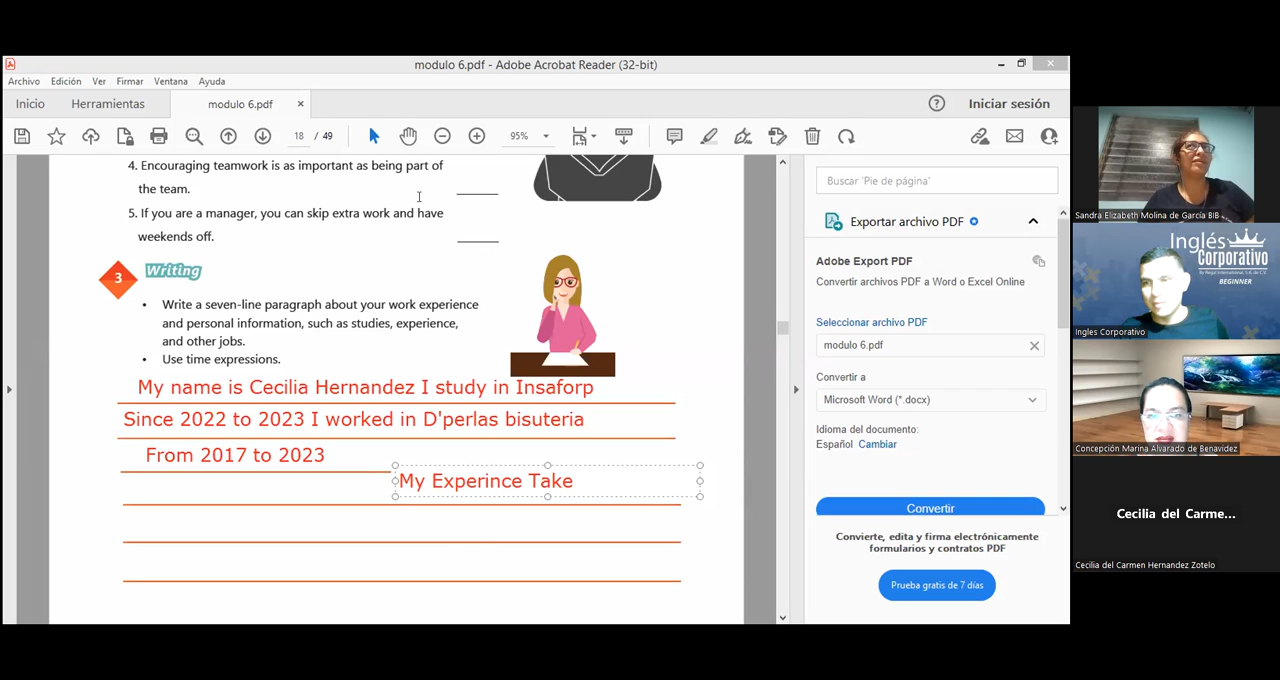 modulo 6.pdf - Adobe Acrobat Reader (32-bit)
Archivo Edición Ver Firmar Ventana Ayuda
Inicio Herramientas modulo 6.pdf × Iniciar sesión
18 / 49 95%
4. Encouraging teamwork is as important as being part of
the team.
5. If you are a manager, you can skip extra work and have
weekends off.
3 Writing
• Write a seven-line paragraph about your work experience
and personal information, such as studies, experience,
and other jobs.
• Use time expressions.
My name is Cecilia Hernandez I study in Insaforp
Since 2022 to 2023 I worked in D'perlas bisuteria
From 2017 to 2023
My Experince Take
Buscar 'Pie de página'
Exportar archivo PDF
Adobe Export PDF
Convertir archivos PDF a Word o Excel Online
Seleccionar archivo PDF
modulo 6.pdf
Convertir a
Microsoft Word (*.docx)
Idioma del documento:
Español Cambiar
Convertir
Convierte, edita y firma electrónicamente
formularios y contratos PDF
Prueba gratis de 7 días
Sandra Elizabeth Molina de García BIB
Inglés
Corporativo
By Regal International, S.A. de C.V.
BEGINNER
Ingles Corporativo
Concepción Marina Alvarado de Benavidez
Cecilia del Carme...
Cecilia del Carmen Hernandez Zotelo